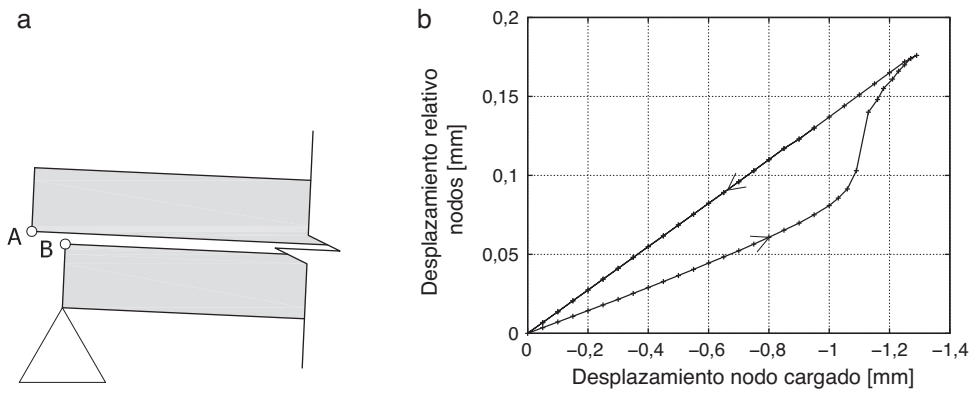 a
A
B
b
Desplazamiento relativo
nodos [mm]
0,2
0,15
0,1
0,05
0
0 −0,2 −0,4 −0,6 −0,8 −1 −1,2 −1,4
Desplazamiento nodo cargado [mm]